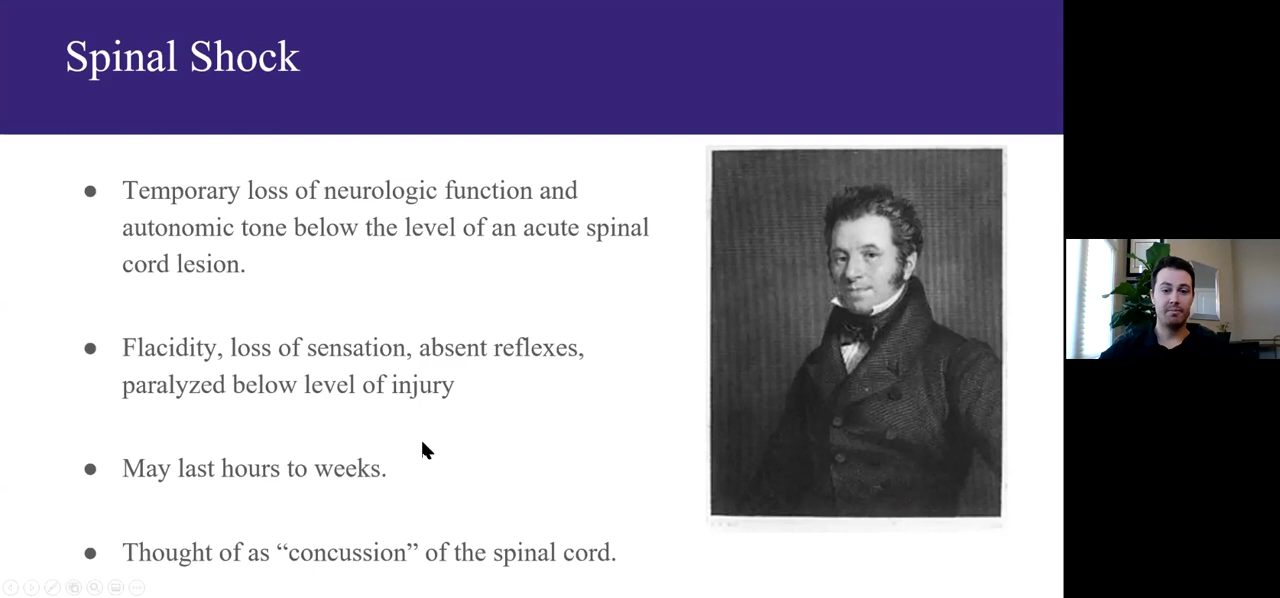 Spinal Shock
● Temporary loss of neurologic function and
autonomic tone below the level of an acute spinal
cord lesion.
● Flacidity, loss of sensation, absent reflexes,
paralyzed below level of injury
● May last hours to weeks.
● Thought of as “concussion” of the spinal cord.